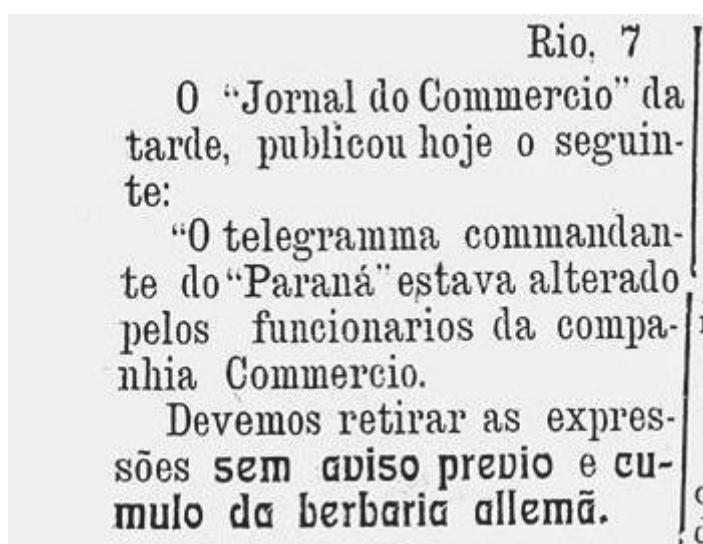 Rio, 7
O "Jornal do Commercio" da
tarde, publicou hoje o seguin-
te:
"O telegramma commandan-
te do "Paraná" estava alterado
pelos funcionarios da compa-
nhia Commercio.
Devemos retirar as expres-
sões sem aviso previo e cu-
mulo da berbaria allemã.